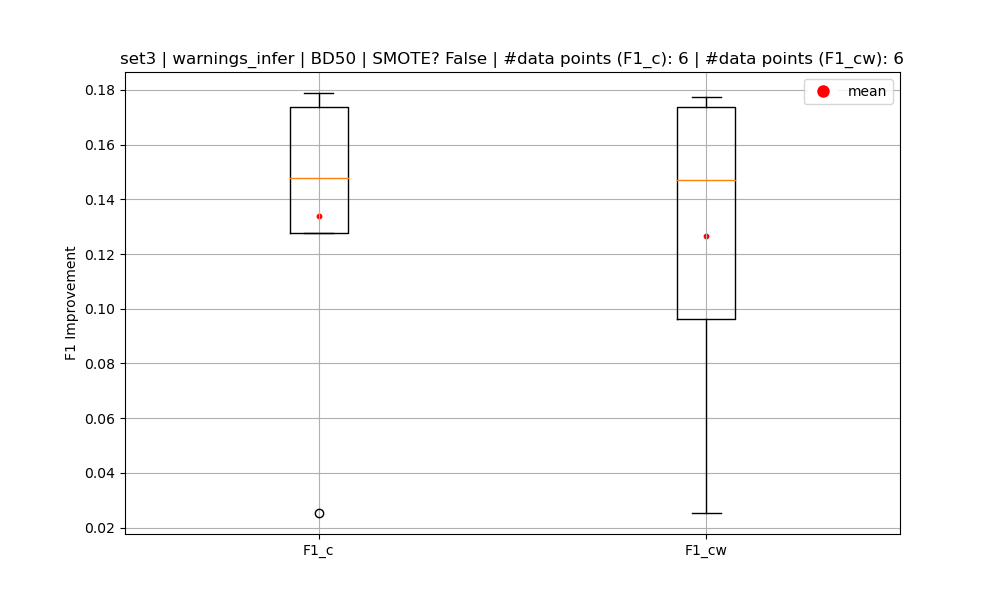 set3 | warnings_infer | BD50 | SMOTE? False | #data points (F1_c): 6 | #data points (F1_cw): 6
mean
0.18
0.16
0.14
0.12
0.10
0.08
0.06
0.04
0.02
F1 Improvement
F1_c
F1_cw